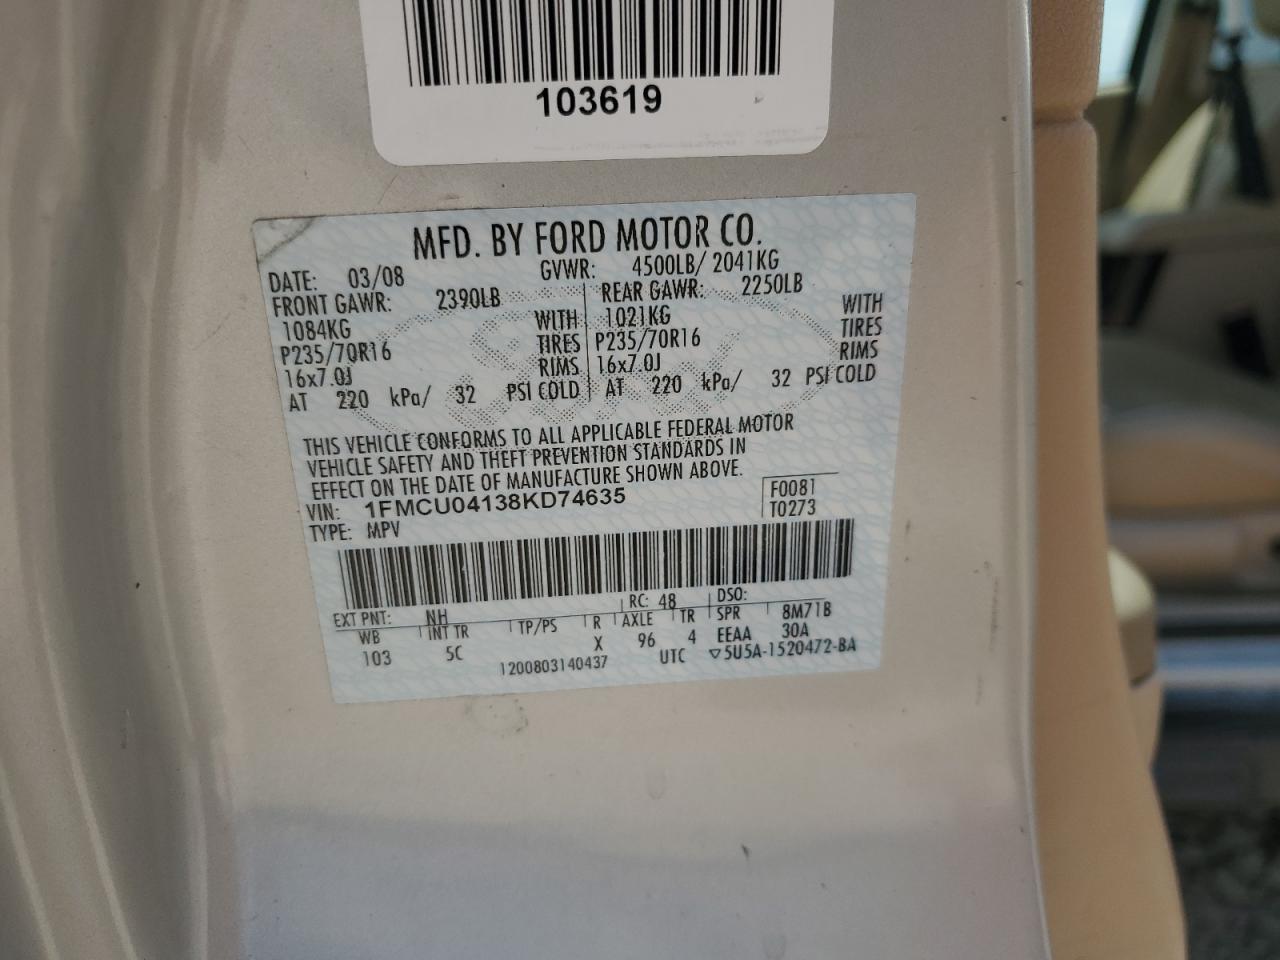 103619
MFD. BY FORD MOTOR CO.
DATE: 03/08 GVWR: 4500LB/ 2041KG
FRONT GAWR: 2390LB REAR GAWR: 2250LB
1084KG WITH 1021KG WITH
P235/70R16 TIRES P235/70R16 TIRES
16x7.0J RIMS 16x7.0J RIMS
AT 220 kPa/ 32 PSI COLD AT 220 kPa/ 32 PSI COLD
THIS VEHICLE CONFORMS TO ALL APPLICABLE FEDERAL MOTOR
VEHICLE SAFETY AND THEFT PREVENTION STANDARDS IN
EFFECT ON THE DATE OF MANUFACTURE SHOWN ABOVE.
VIN: 1FMCU04138KD74635 F0081
TYPE: MPV T0273
EXT PNT: NH RC: 48 DSO:
WB INT TR TP/PS R AXLE TR SPR 8M71B
103 5C X 96 4 EEAA 30A
1200803140437 UTC ▽5U5A-1520472-BA